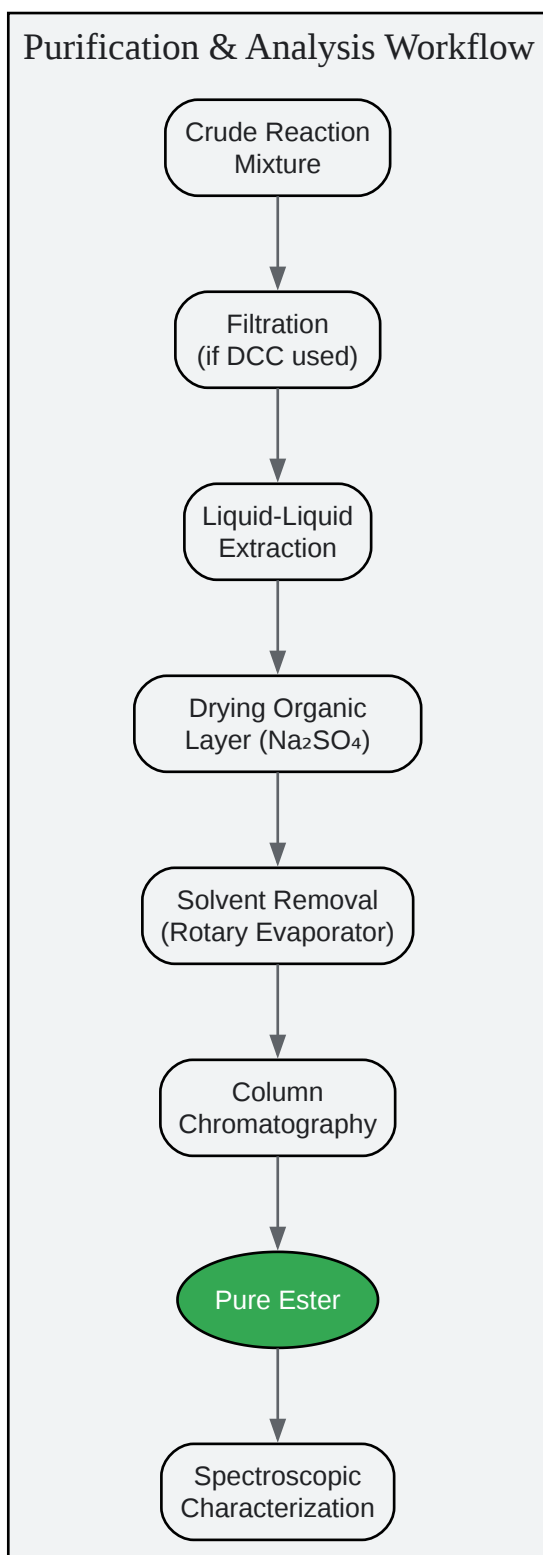 Purification & Analysis Workflow
Crude Reaction
Mixture
Filtration
(if DCC used)
Liquid-Liquid
Extraction
Drying Organic
Layer (Na₂SO₄)
Solvent Removal
(Rotary Evaporator)
Column
Chromatography
Pure Ester
Spectroscopic
Characterization